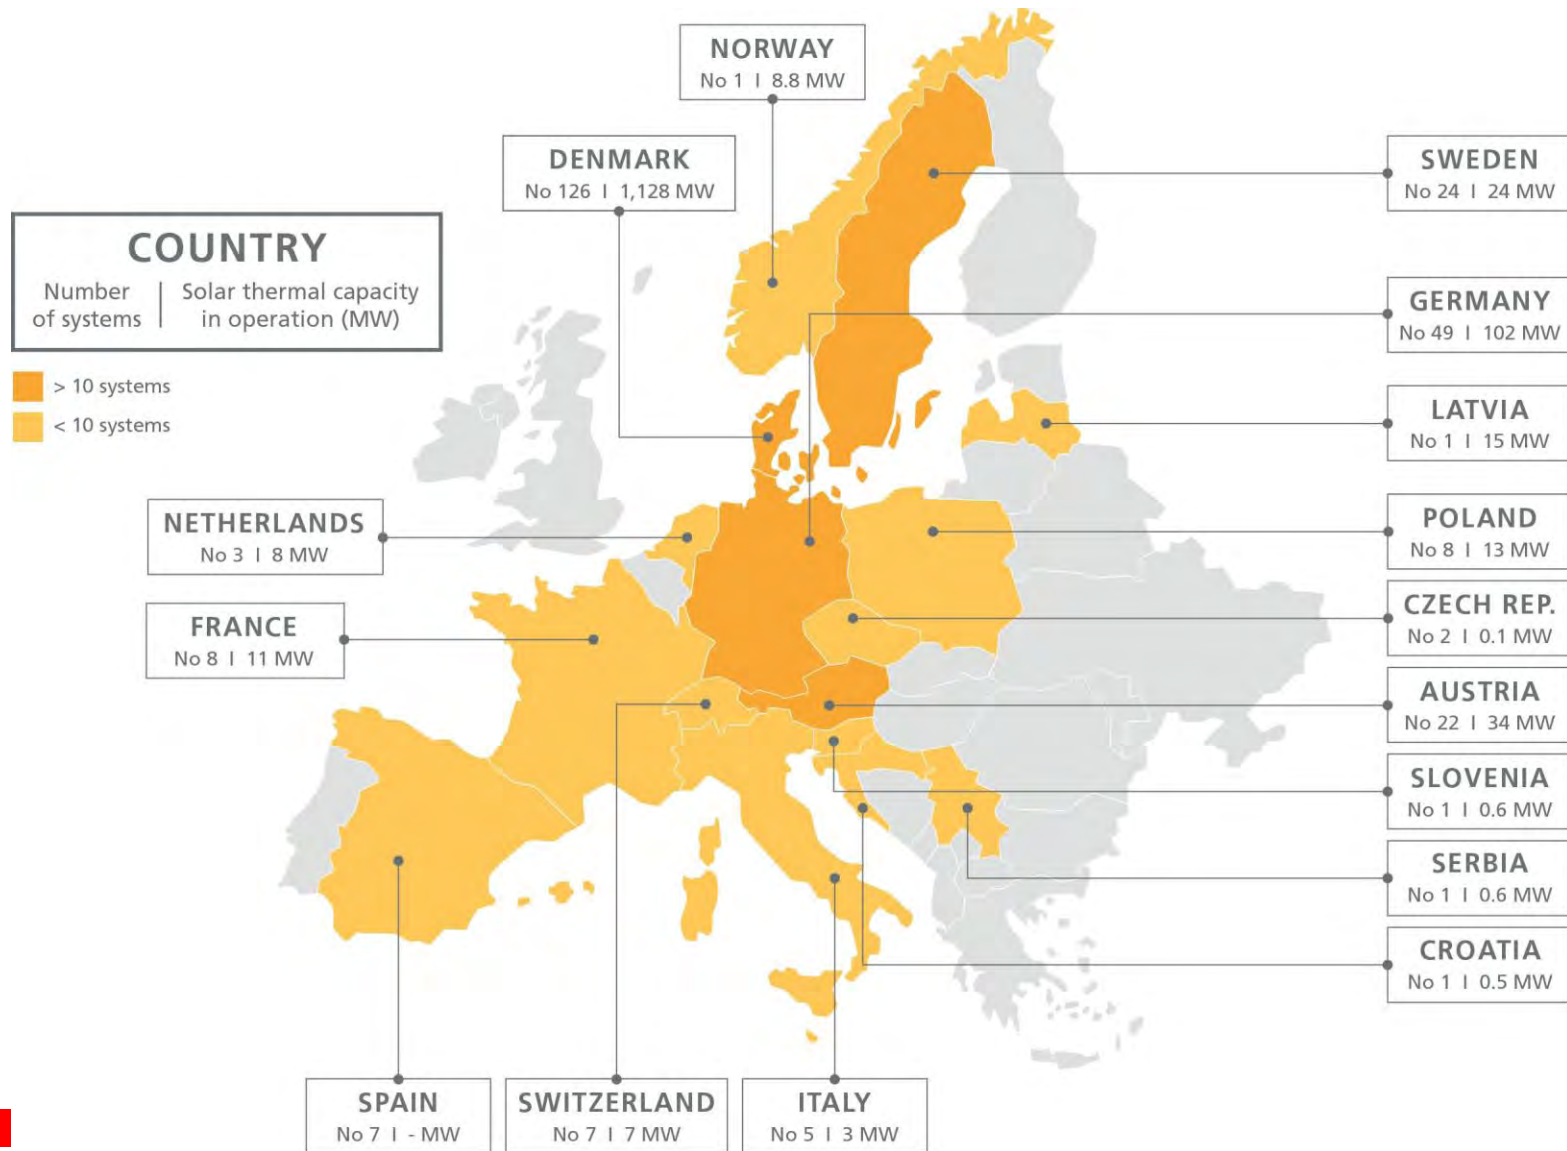 NORWAY
No 1 I 8.8 MW
DENMARK
No 126 I 1,128 MW
SWEDEN
No 24 I 24 MW
COUNTRY
Number of systems | Solar thermal capacity in operation (MW)
> 10 systems
< 10 systems
GERMANY
No 49 I 102 MW
LATVIA
No 1 I 15 MW
NETHERLANDS
No 3 I 8 MW
POLAND
No 8 I 13 MW
FRANCE
No 8 I 11 MW
CZECH REP.
No 2 I 0.1 MW
AUSTRIA
No 22 I 34 MW
SLOVENIA
No 1 I 0.6 MW
SERBIA
No 1 I 0.6 MW
CROATIA
No 1 I 0.5 MW
SPAIN
No 7 I - MW
SWITZERLAND
No 7 I 7 MW
ITALY
No 5 I 3 MW